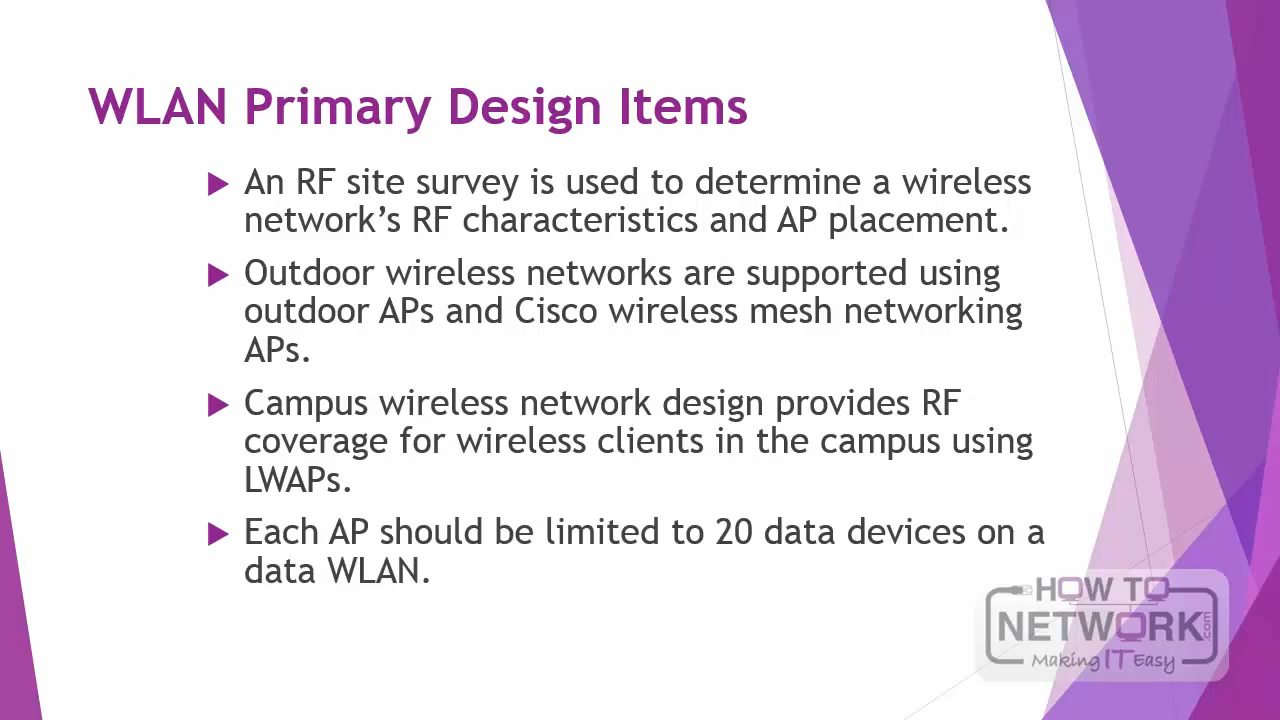 WLAN Primary Design Items
An RF site survey is used to determine a wireless
network’s RF characteristics and AP placement.
Outdoor wireless networks are supported using
outdoor APs and Cisco wireless mesh networking
APs.
Campus wireless network design provides RF
coverage for wireless clients in the campus using
LWAPs.
Each AP should be limited to 20 data devices on a
data WLAN.
HOW TO
NETWORK.com
Making IT Easy